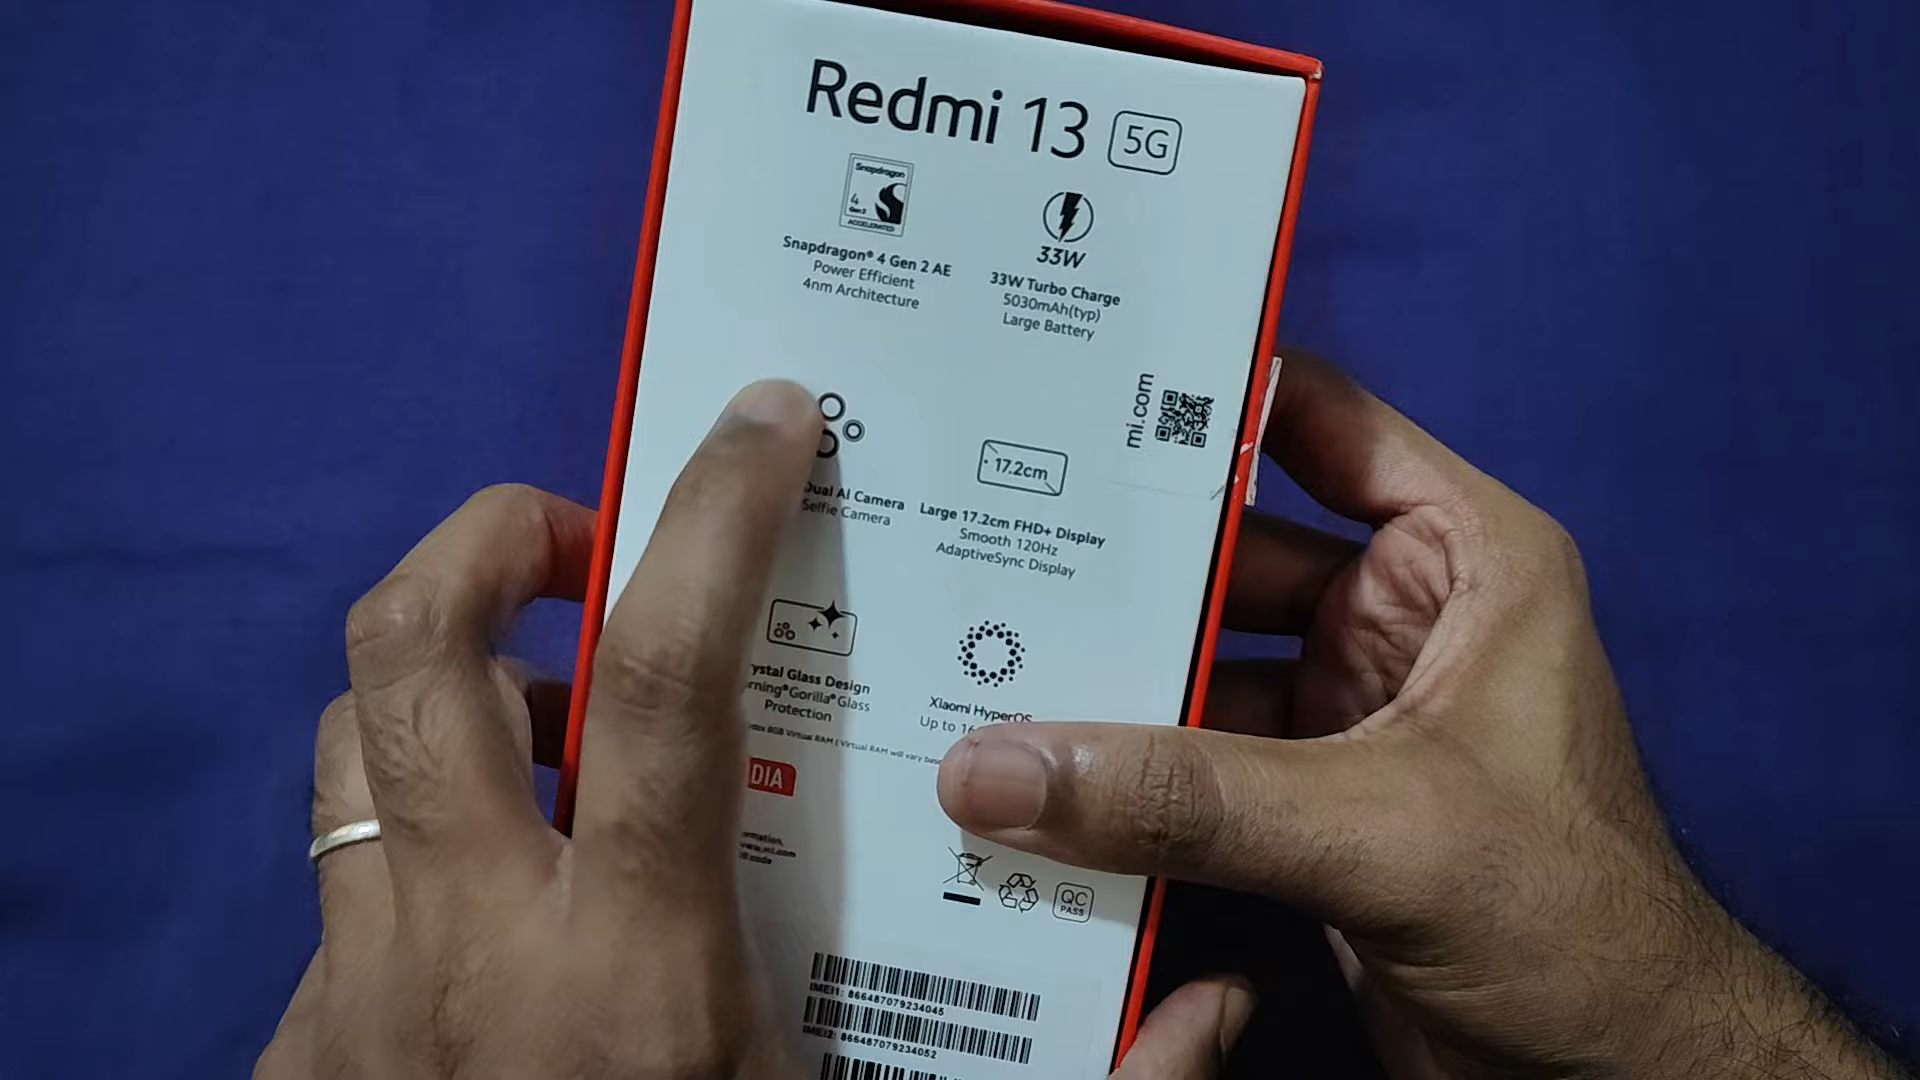 Redmi 13 5G
Snapdragon
4
Gen 2
ACCELERATED
Snapdragon® 4 Gen 2 AE
Power Efficient
4nm Architecture
33W
33W Turbo Charge
5030mAh(typ)
Large Battery
mi.com
Dual AI Camera
Selfie Camera
17.2cm
Large 17.2cm FHD+ Display
Smooth 120Hz
AdaptiveSync Display
Glass Design
Gorilla® Glass
Protection
Xiaomi HyperOS
Up to
8GB Virtual RAM | Virtual RAM will vary
QC
PASS
IMEI1: 866487079234045
IMEI2: 866487079234052